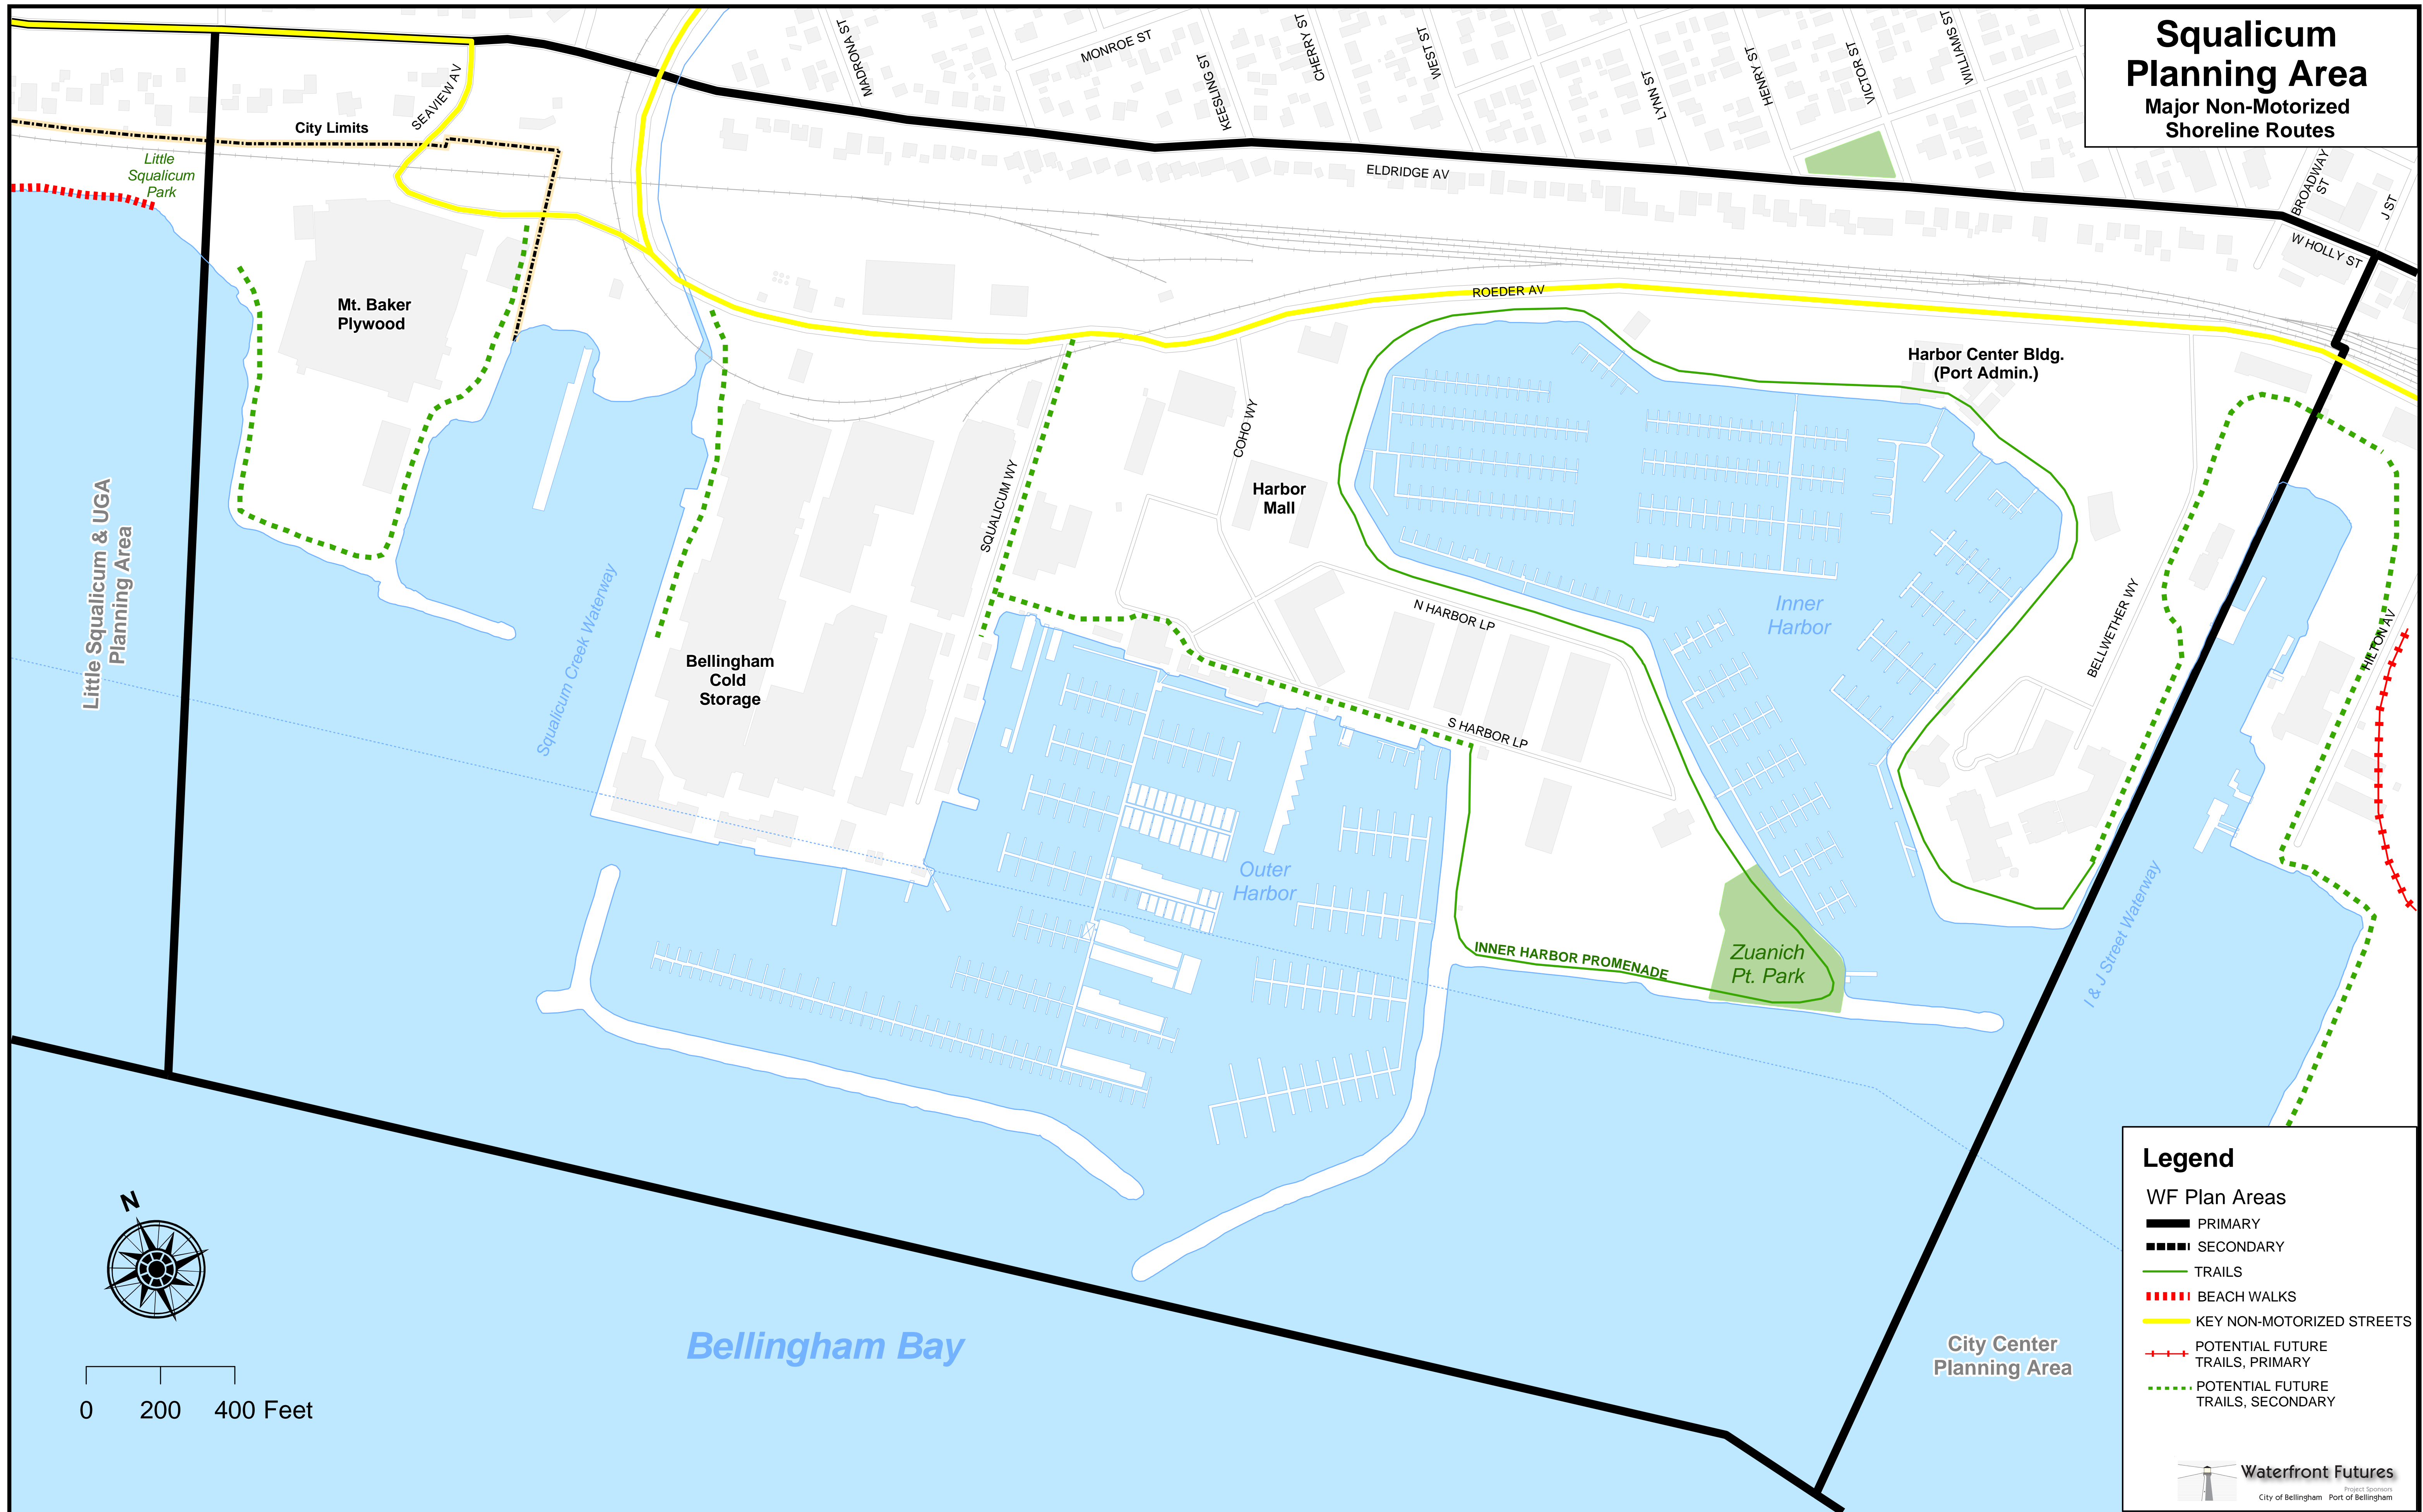 Squalicum
Planning Area
Major Non-Motorized
Shoreline Routes
MADRONA ST
MONROE ST
KEESLING ST
CHERRY ST
WEST ST
LYNN ST
HENRY ST
VICTOR ST
WILLIAMS ST
BROADWAY
ST
J ST
W HOLLY ST
SEAVIEW AV
City Limits
Little
Squalicum
Park
ELDRIDGE AV
ROEDER AV
Mt. Baker
Plywood
Harbor Center Bldg.
(Port Admin.)
COHO WY
SQUALICUM WY
Harbor
Mall
Little Squalicum & UGA
Planning Area
Squalicum Creek Waterway
N HARBOR LP
Inner
Harbor
BELLWETHER WY
HILTON AV
Bellingham
Cold
Storage
S HARBOR LP
Outer
Harbor
INNER HARBOR PROMENADE
Zuanich
Pt. Park
I & J Street Waterway
N
0 200 400 Feet
Bellingham Bay
City Center
Planning Area
Legend
WF Plan Areas
PRIMARY
SECONDARY
TRAILS
BEACH WALKS
KEY NON-MOTORIZED STREETS
POTENTIAL FUTURE
TRAILS, PRIMARY
POTENTIAL FUTURE
TRAILS, SECONDARY
Waterfront Futures
Project Sponsors
City of Bellingham Port of Bellingham